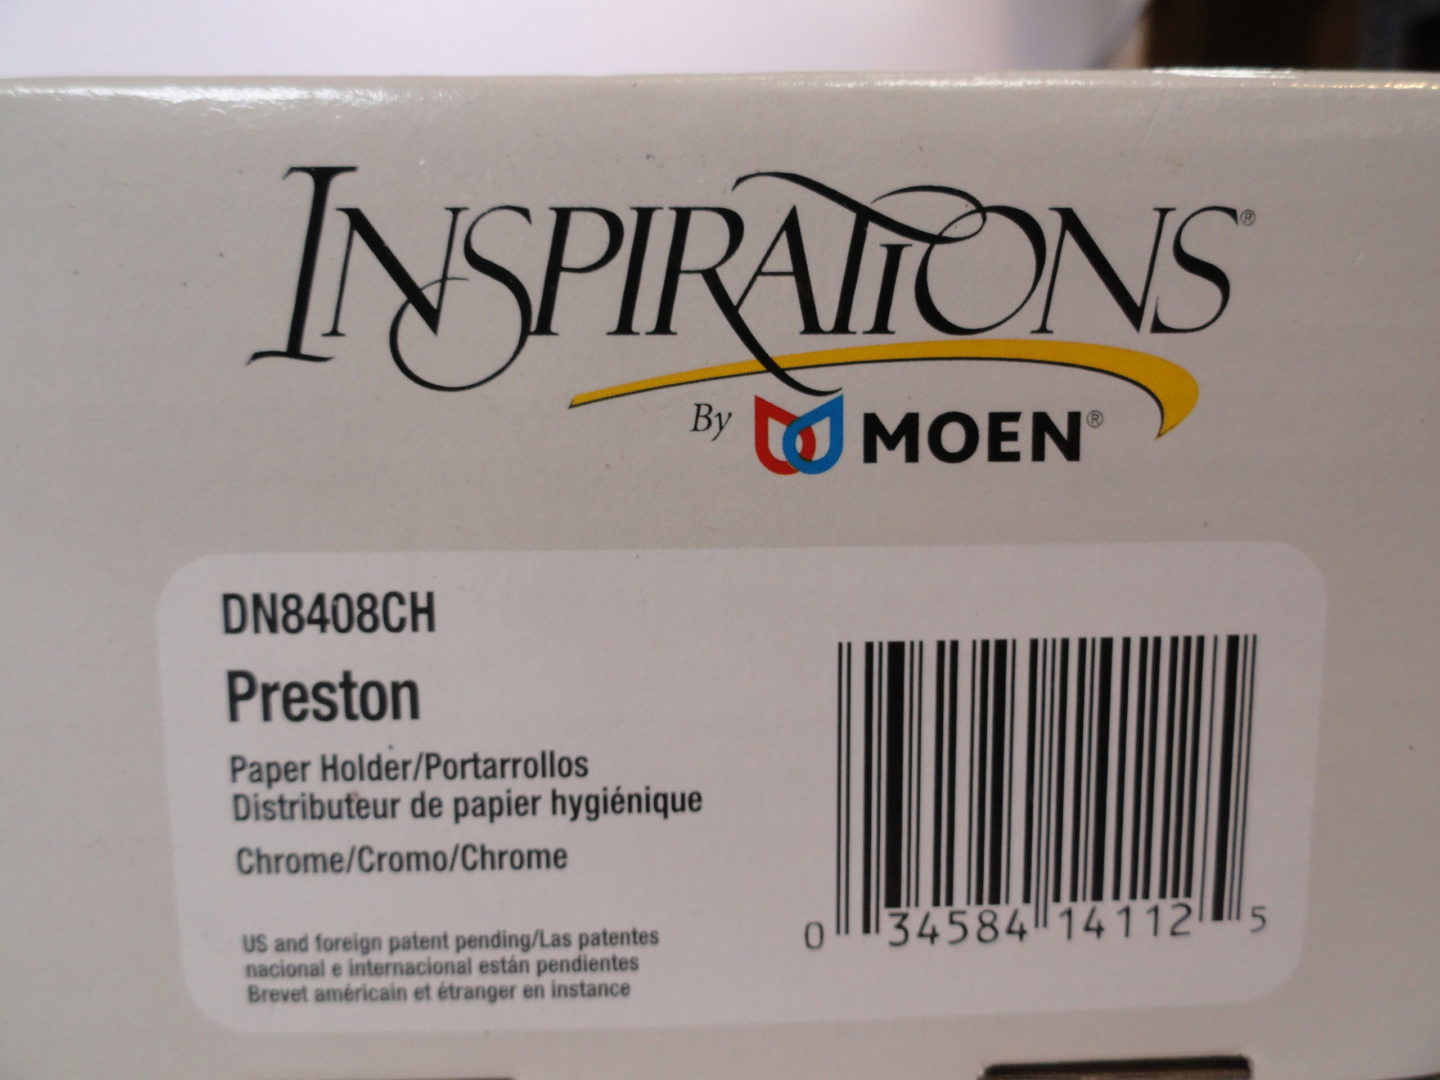 INSPIRATIONS®
By MOEN®
DN8408CH
Preston
Paper Holder/Portarrollos
Distributeur de papier hygiénique
Chrome/Cromo/Chrome
US and foreign patent pending/Las patentes
nacional e internacional están pendientes
Brevet américain et étranger en instance
0 34584 14112 5